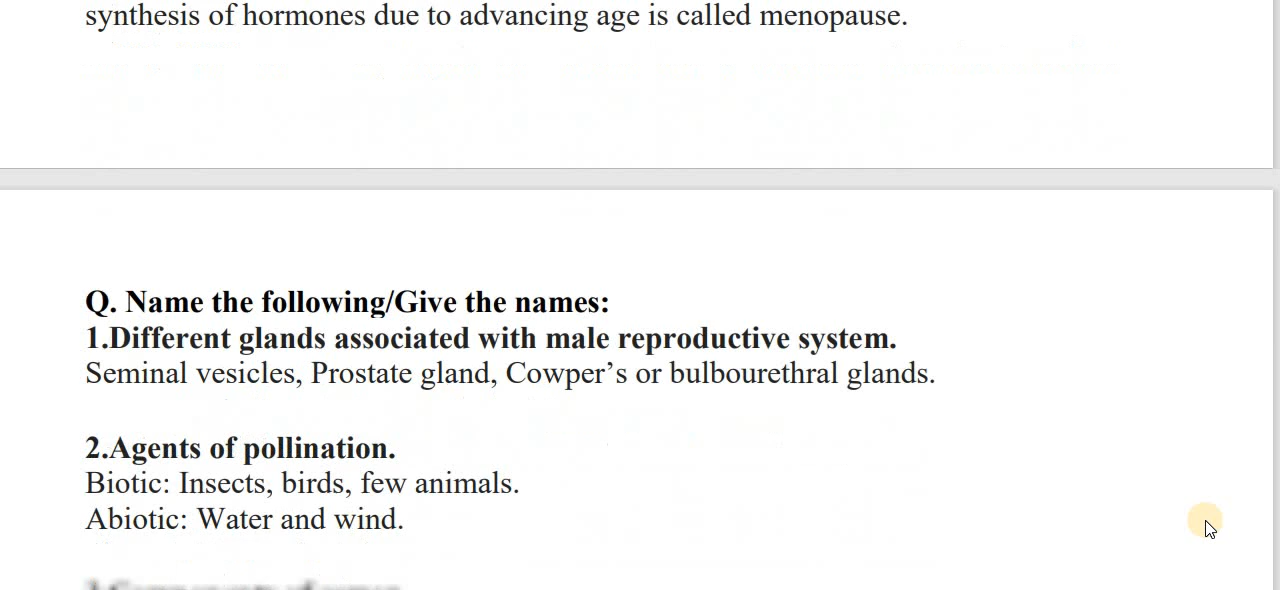 synthesis of hormones due to advancing age is called menopause.
Q. Name the following/Give the names:
1.Different glands associated with male reproductive system.
Seminal vesicles, Prostate gland, Cowper’s or bulbourethral glands.
2.Agents of pollination.
Biotic: Insects, birds, few animals.
Abiotic: Water and wind.